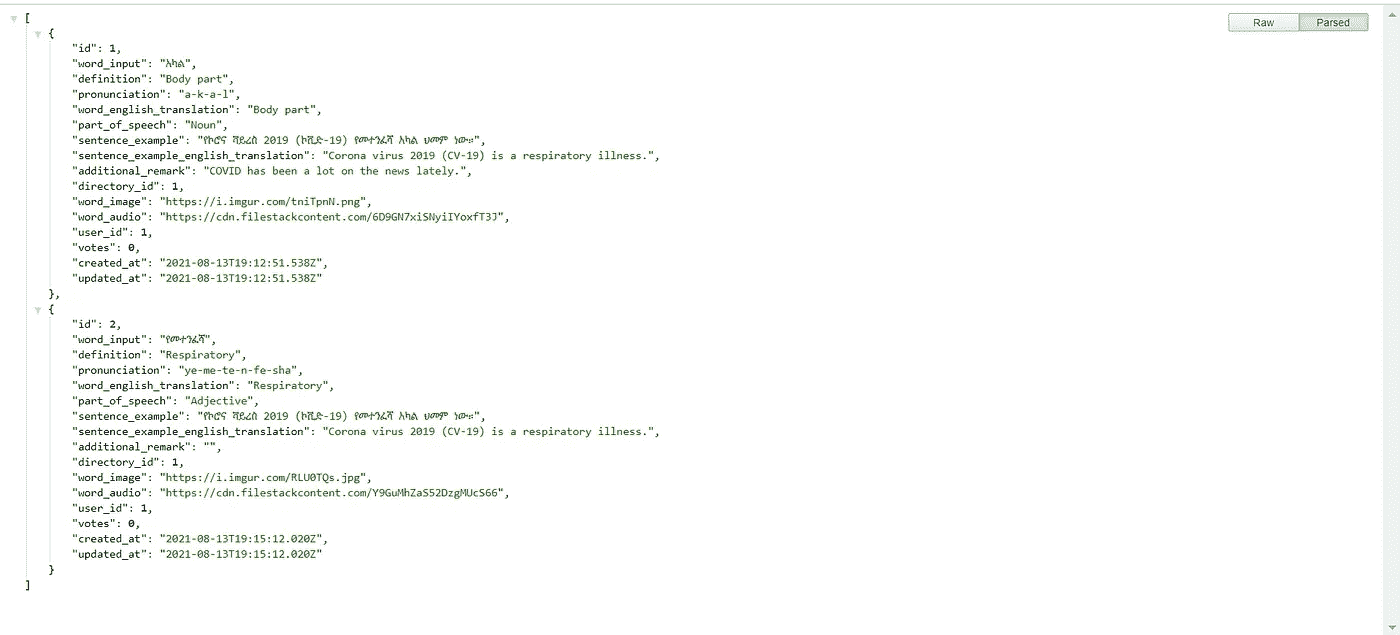 Raw Parsed
[
{
"id": 1,
"word_input": "አካል",
"definition": "Body part",
"pronunciation": "a-k-a-l",
"word_english_translation": "Body part",
"part_of_speech": "Noun",
"sentence_example": "የኮሮና ቫይረስ 2019 (ኮቪድ-19) የመተንፈሻ አካል ህመም ነው።",
"sentence_example_english_translation": "Corona virus 2019 (CV-19) is a respiratory illness.",
"additional_remark": "COVID has been a lot on the news lately.",
"directory_id": 1,
"word_image": "https://i.imgur.com/tniTpnN.png",
"word_audio": "https://cdn.filestackcontent.com/6D9GN7xiSNyiIYoxfT3J",
"user_id": 1,
"votes": 0,
"created_at": "2021-08-13T19:12:51.538Z",
"updated_at": "2021-08-13T19:12:51.538Z"
},
{
"id": 2,
"word_input": "የመተንፈሻ",
"definition": "Respiratory",
"pronunciation": "ye-me-te-n-fe-sha",
"word_english_translation": "Respiratory",
"part_of_speech": "Adjective",
"sentence_example": "የኮሮና ቫይረስ 2019 (ኮቪድ-19) የመተንፈሻ አካል ህመም ነው።",
"sentence_example_english_translation": "Corona virus 2019 (CV-19) is a respiratory illness.",
"additional_remark": "",
"directory_id": 1,
"word_image": "https://i.imgur.com/RLU0TQs.jpg",
"word_audio": "https://cdn.filestackcontent.com/Y9GuMhZaS52DzgMUcS66",
"user_id": 1,
"votes": 0,
"created_at": "2021-08-13T19:15:12.020Z",
"updated_at": "2021-08-13T19:15:12.020Z"
}
]